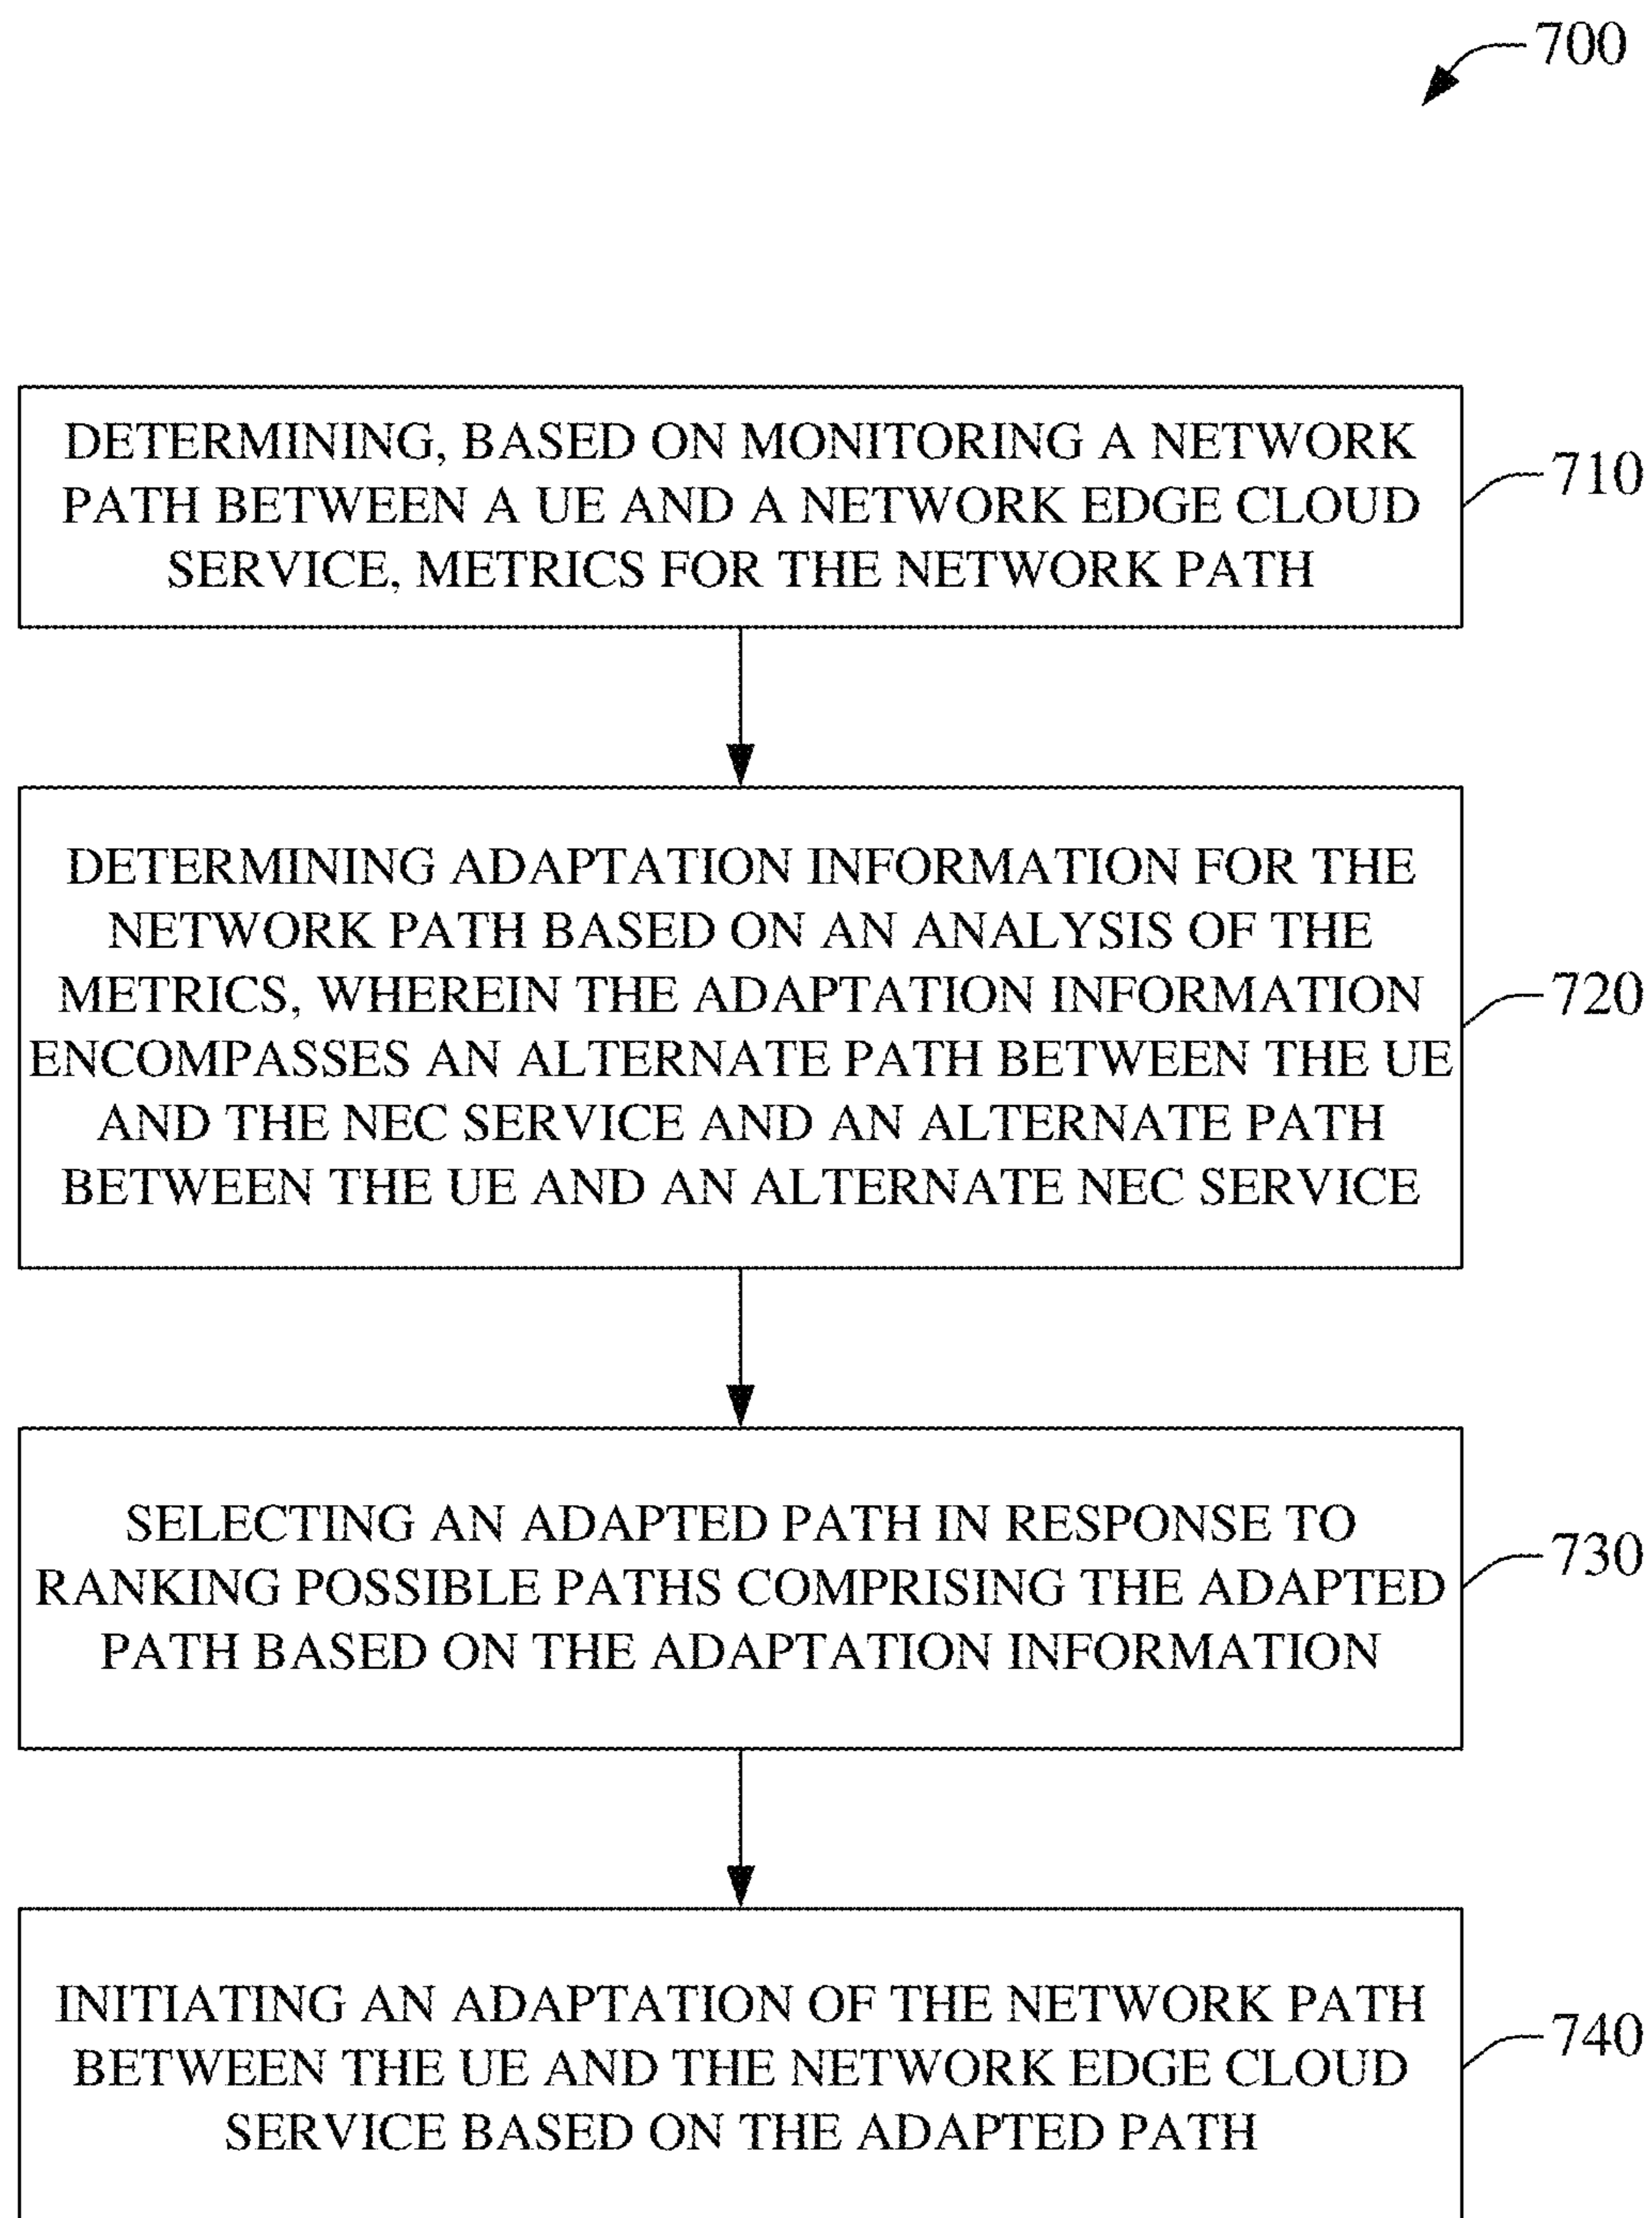 700
DETERMINING, BASED ON MONITORING A NETWORK
PATH BETWEEN A UE AND A NETWORK EDGE CLOUD
SERVICE, METRICS FOR THE NETWORK PATH
710
DETERMINING ADAPTATION INFORMATION FOR THE
NETWORK PATH BASED ON AN ANALYSIS OF THE
METRICS, WHEREIN THE ADAPTATION INFORMATION
ENCOMPASSES AN ALTERNATE PATH BETWEEN THE UE
AND THE NEC SERVICE AND AN ALTERNATE PATH
BETWEEN THE UE AND AN ALTERNATE NEC SERVICE
720
SELECTING AN ADAPTED PATH IN RESPONSE TO
RANKING POSSIBLE PATHS COMPRISING THE ADAPTED
PATH BASED ON THE ADAPTATION INFORMATION
730
INITIATING AN ADAPTATION OF THE NETWORK PATH
BETWEEN THE UE AND THE NETWORK EDGE CLOUD
SERVICE BASED ON THE ADAPTED PATH
740